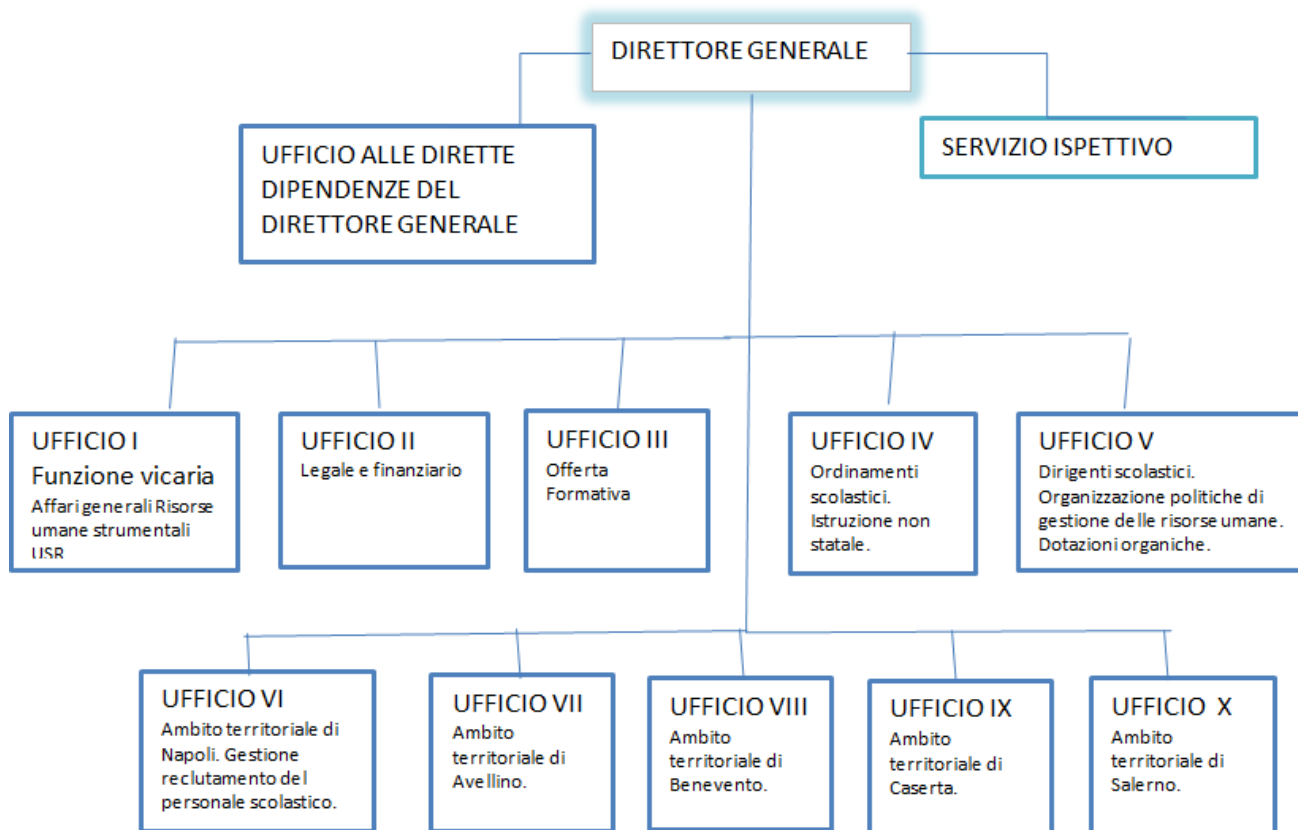 DIRETTORE GENERALE
UFFICIO ALLE DIRETTE
DIPENDENZE DEL
DIRETTORE GENERALE
SERVIZIO ISPETTIVO
UFFICIO I
Funzione vicaria
Affari generali Risorse
umane strumentali
USR
UFFICIO II
Legale e finanziario
UFFICIO III
Offerta
Formativa
UFFICIO IV
Ordinamenti
scolastici.
Istruzione non
statale.
UFFICIO V
Dirigenti scolastici.
Organizzazione politiche di
gestione delle risorse umane.
Dotazioni organiche.
UFFICIO VI
Ambito territoriale di
Napoli. Gestione
reclutamento del
personale scolastico.
UFFICIO VII
Ambito
territoriale di
Avellino.
UFFICIO VIII
Ambito
territoriale di
Benevento.
UFFICIO IX
Ambito
territoriale di
Caserta.
UFFICIO X
Ambito
territoriale di
Salerno.